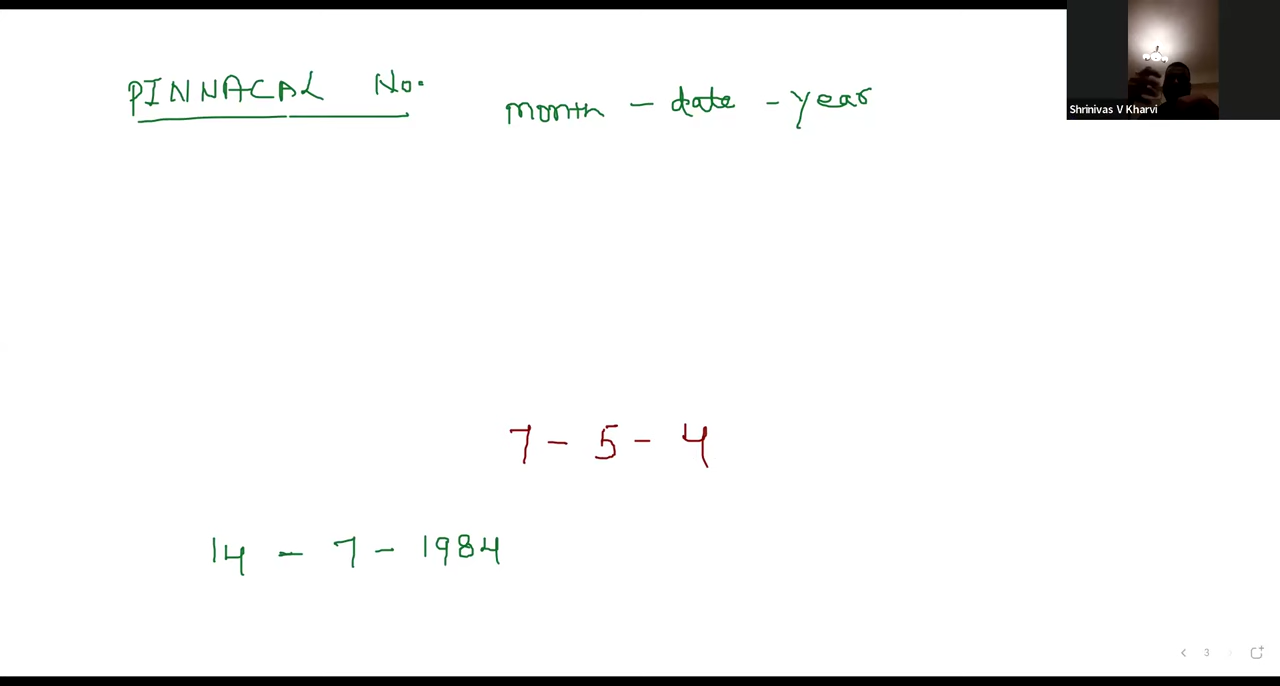 PINNACAL No.
month - date - year
Shrinivas V Kharvi
7 - 5 - 4
14 - 7 - 1984
3